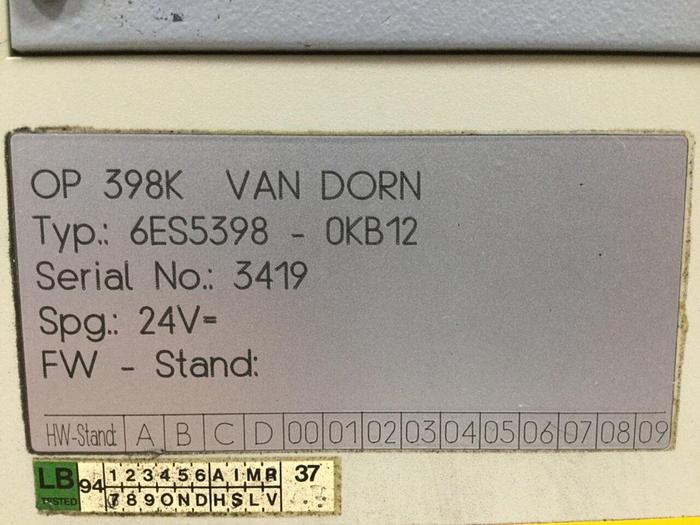 OP 398K VAN DORN
Typ.: 6ES5398 - 0KB12
Serial No.: 3419
Spg.: 24V=
FW - Stand:
HW-Stand: A B C D 00 01 02 03 04 05 06 07 08 09
LB 94 1 2 3 4 5 6 A I M R 37
TESTED 7 8 9 O N D H S L V